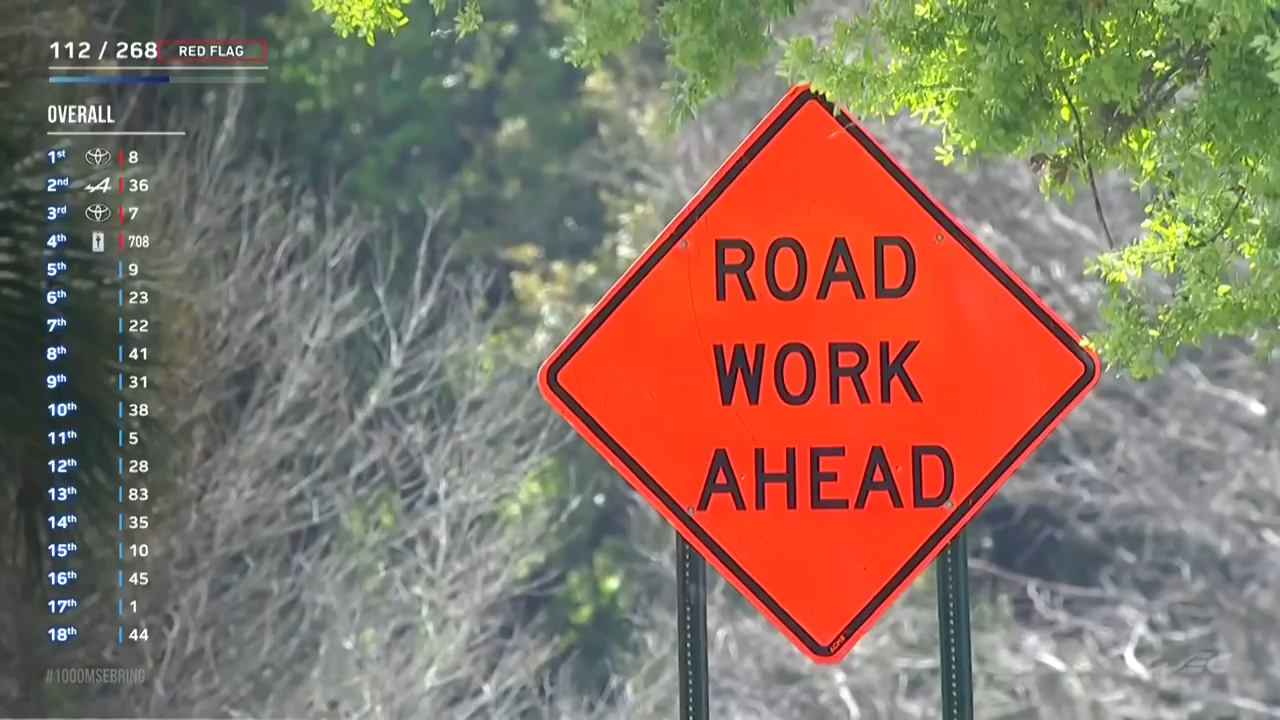 112 / 268 RED FLAG
OVERALL
1st 8
2nd 36
3rd 7
4th 708
5th 9
6th 23
7th 22
8th 41
9th 31
10th 38
11th 5
12th 28
13th 83
14th 35
15th 10
16th 45
17th 1
18th 44
#1000MSEBRING
ROAD
WORK
AHEAD
WEC